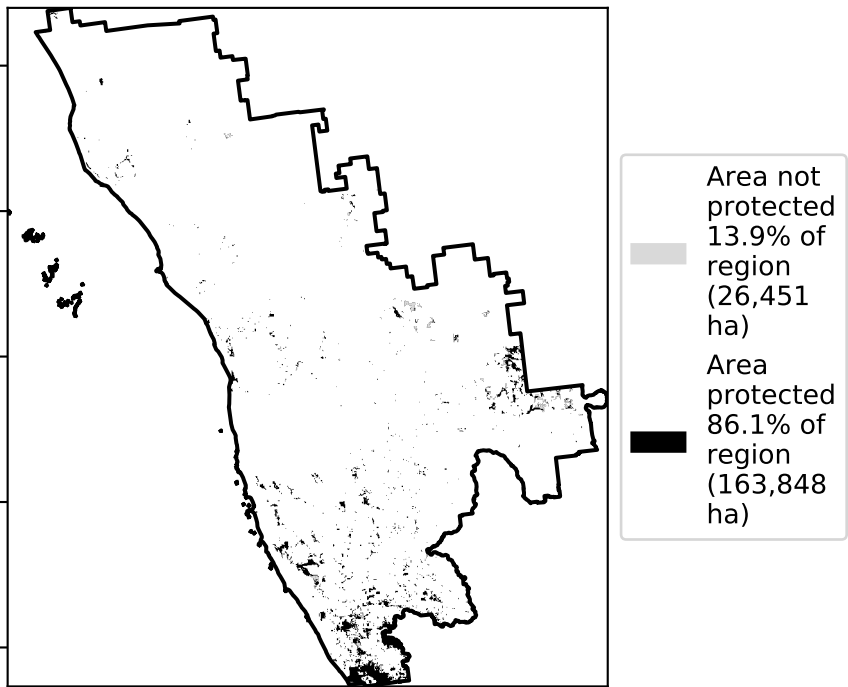 Area not
protected
13.9% of
region
(26,451
ha)
Area
protected
86.1% of
region
(163,848
ha)